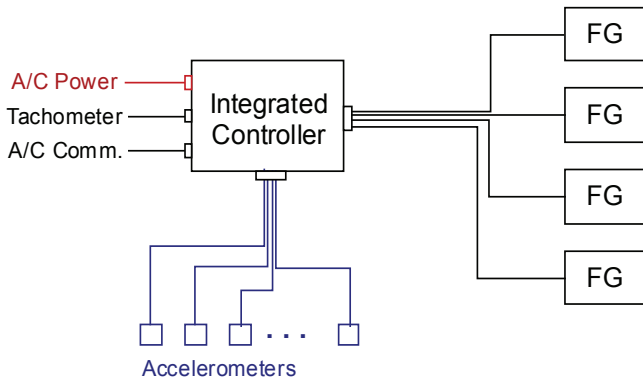 FG
A/C Power
Integrated
Controller
Tachometer
FG
A/C Comm.
FG
FG
. . .
Accelerometers